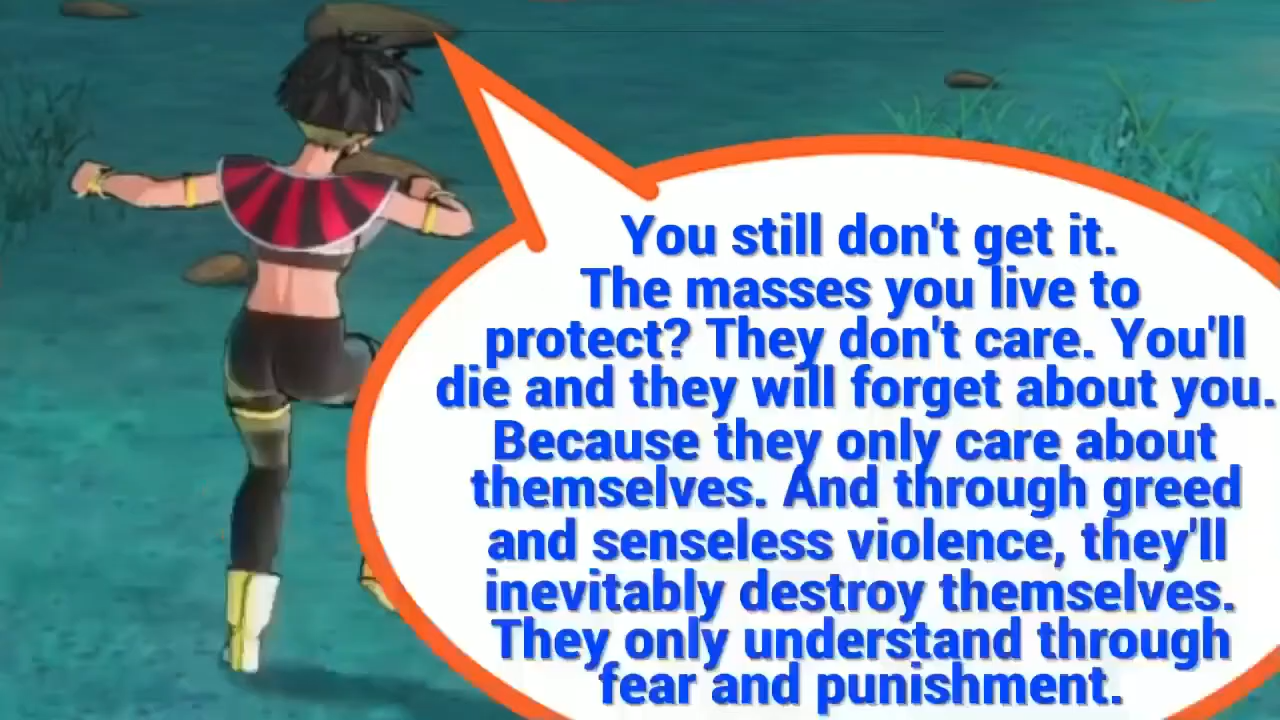 You still don't get it.
The masses you live to
protect? They don't care. You'll
die and they will forget about you.
Because they only care about
themselves. And through greed
and senseless violence, they'll
inevitably destroy themselves.
They only understand through
fear and punishment.